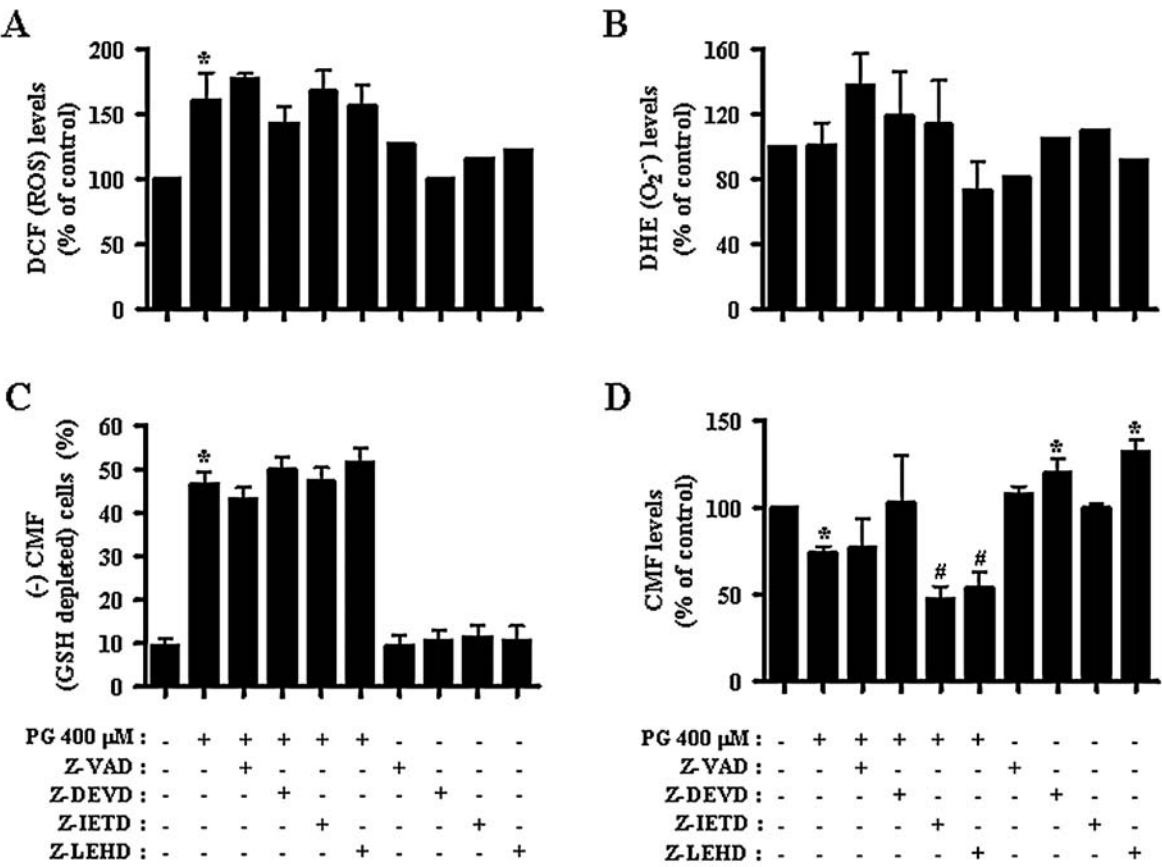 A
DCF (ROS) levels
(% of control)
200
150
100
50
0
*
B
DHE (O₂·⁻) levels
(% of control)
160
120
80
40
0
C
(-) CMF
(GSH depleted) cells (%)
60
50
40
30
20
10
0
*
D
CMF levels
(% of control)
150
100
50
0
* # # * *
PG 400 µM : - + + + + + - - - -
Z-VAD : - - + - - - + - - -
Z-DEVD : - - - + - - - + - -
Z-IETD : - - - - + - - - + -
Z-LEHD : - - - - - + - - - +
PG 400 µM : - + + + + + - - - -
Z-VAD : - - + - - - + - - -
Z-DEVD : - - - + - - - + - -
Z-IETD : - - - - + - - - + -
Z-LEHD : - - - - - + - - - +